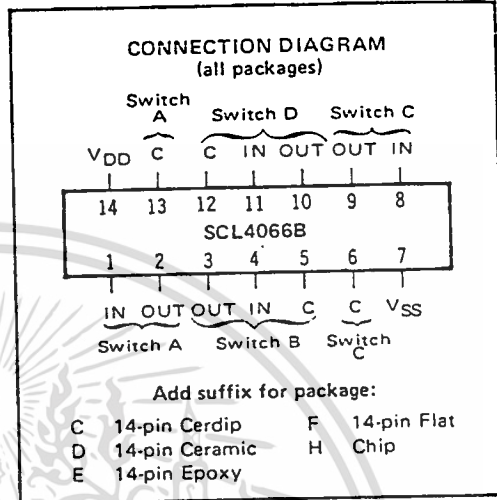 CONNECTION DIAGRAM
(all packages)
Switch
A Switch D Switch C
VDD C C IN OUT OUT IN
14 13 12 11 10 9 8
SCL4066B
1 2 3 4 5 6 7
IN OUT OUT IN C C VSS
Switch A Switch B Switch
C
Add suffix for package:
C 14-pin Cerdip F 14-pin Flat
D 14-pin Ceramic H Chip
E 14-pin Epoxy